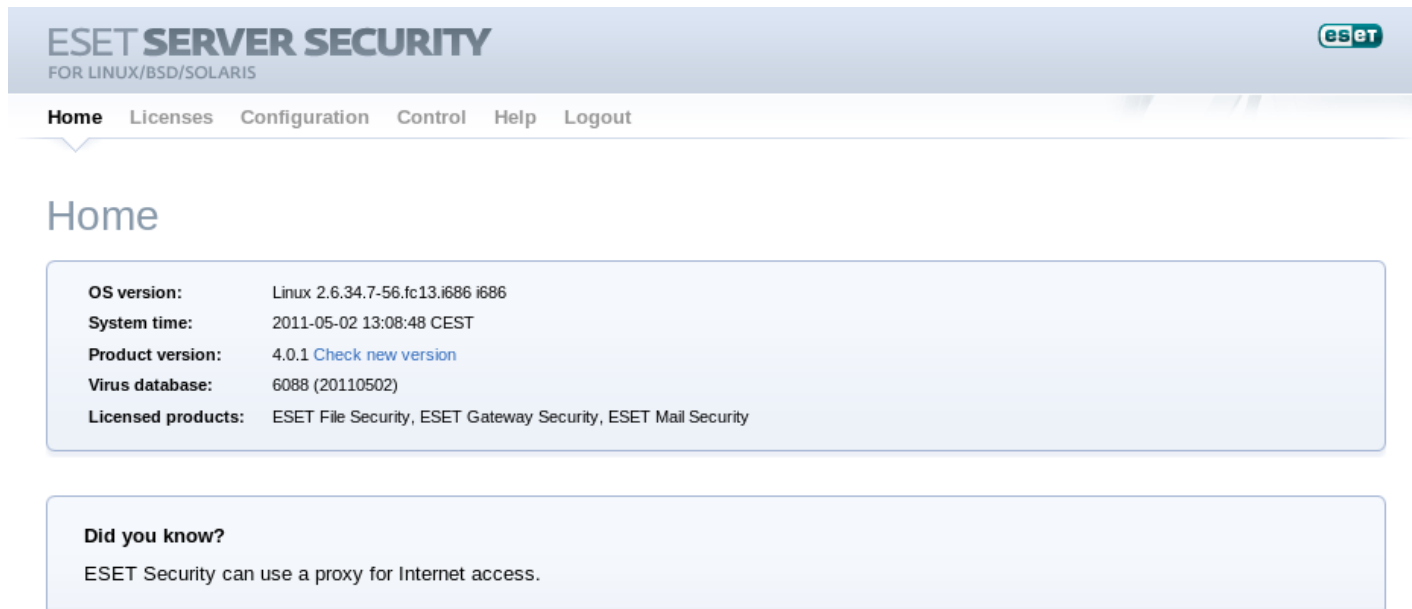 ESET SERVER SECURITY
FOR LINUX/BSD/SOLARIS
eseT
Home Licenses Configuration Control Help Logout
Home
OS version: Linux 2.6.34.7-56.fc13.i686 i686
System time: 2011-05-02 13:08:48 CEST
Product version: 4.0.1 Check new version
Virus database: 6088 (20110502)
Licensed products: ESET File Security, ESET Gateway Security, ESET Mail Security
Did you know?
ESET Security can use a proxy for Internet access.